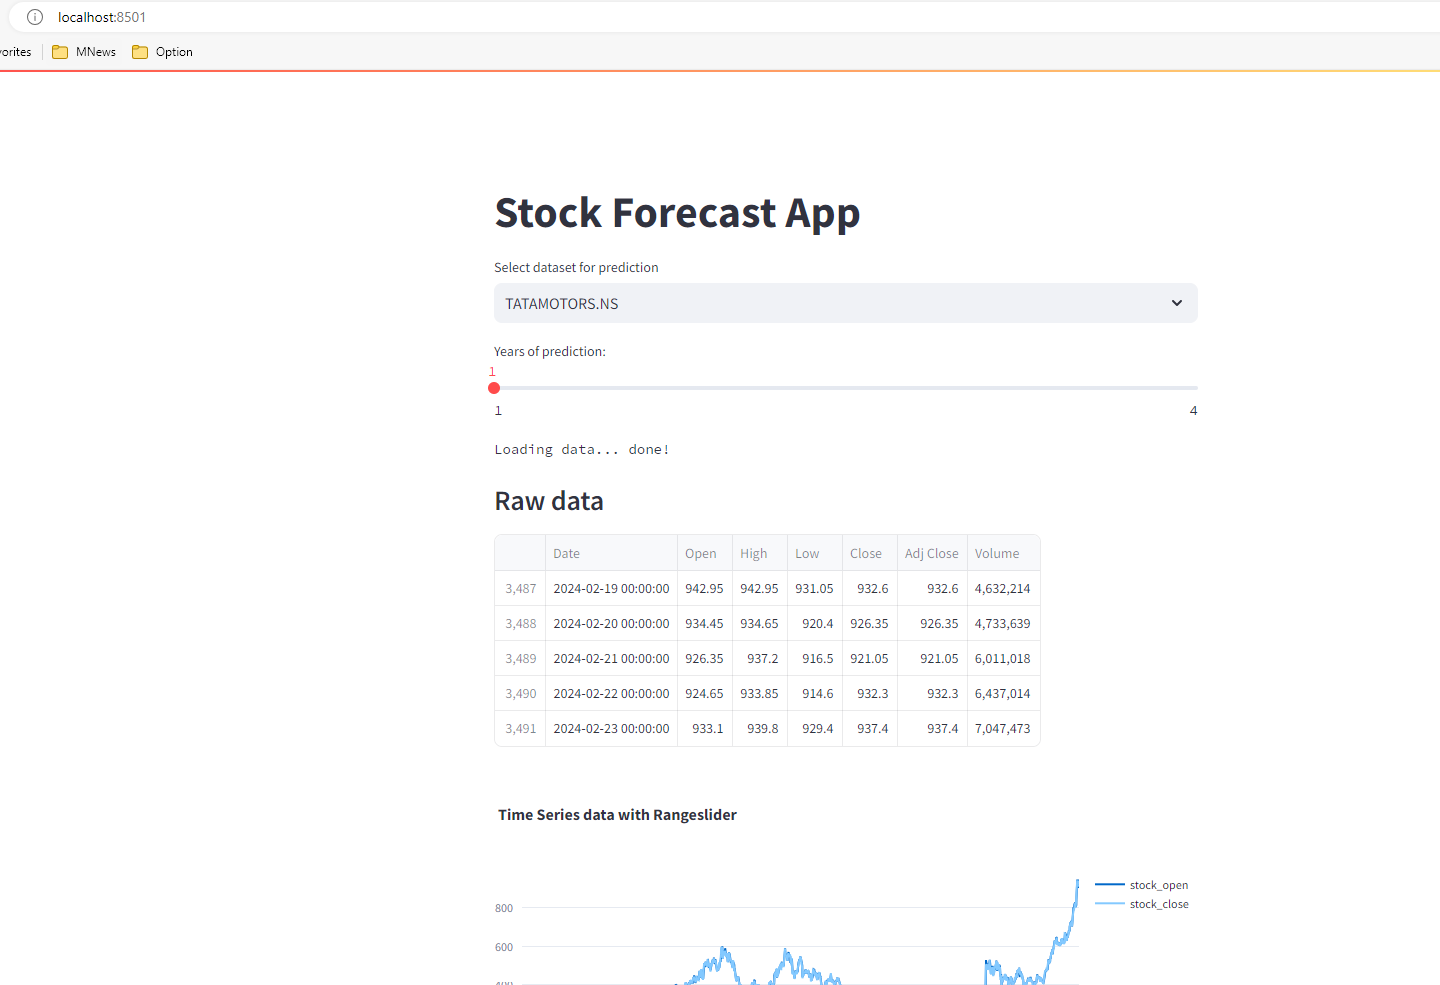 localhost:8501
vorites MNews Option
Stock Forecast App
Select dataset for prediction
TATAMOTORS.NS
Years of prediction:
1
1 4
Loading data... done!
Raw data
Date Open High Low Close Adj Close Volume
3,487 2024-02-19 00:00:00 942.95 942.95 931.05 932.6 932.6 4,632,214
3,488 2024-02-20 00:00:00 934.45 934.65 920.4 926.35 926.35 4,733,639
3,489 2024-02-21 00:00:00 926.35 937.2 916.5 921.05 921.05 6,011,018
3,490 2024-02-22 00:00:00 924.65 933.85 914.6 932.3 932.3 6,437,014
3,491 2024-02-23 00:00:00 933.1 939.8 929.4 937.4 937.4 7,047,473
Time Series data with Rangeslider
stock_open
stock_close
800
600
400